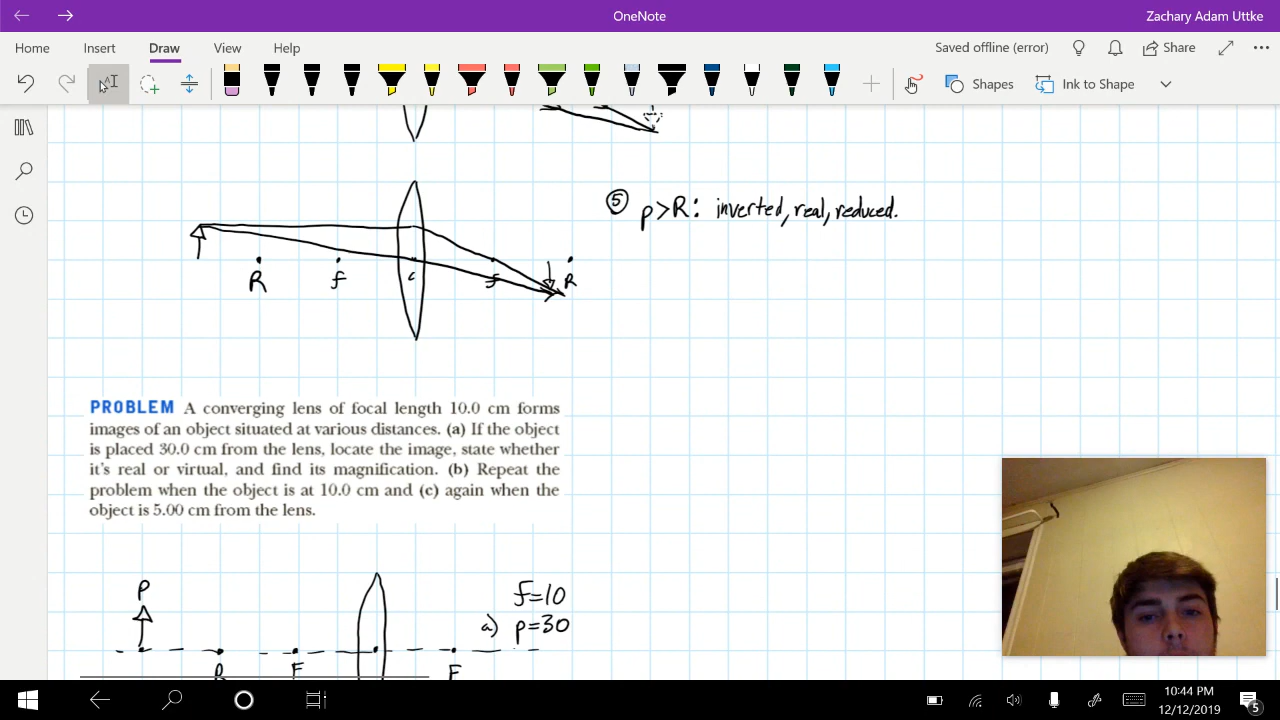 OneNote
Zachary Adam Uttke
Home Insert Draw View Help
Saved offline (error) Share
Shapes Ink to Shape
⑤ p>R: inverted, real, reduced.
R f c f R
PROBLEM A converging lens of focal length 10.0 cm forms
images of an object situated at various distances. (a) If the object
is placed 30.0 cm from the lens, locate the image, state whether
it's real or virtual, and find its magnification. (b) Repeat the
problem when the object is at 10.0 cm and (c) again when the
object is 5.00 cm from the lens.
P
f=10
a) p=30
R F F
10:44 PM
12/12/2019
5